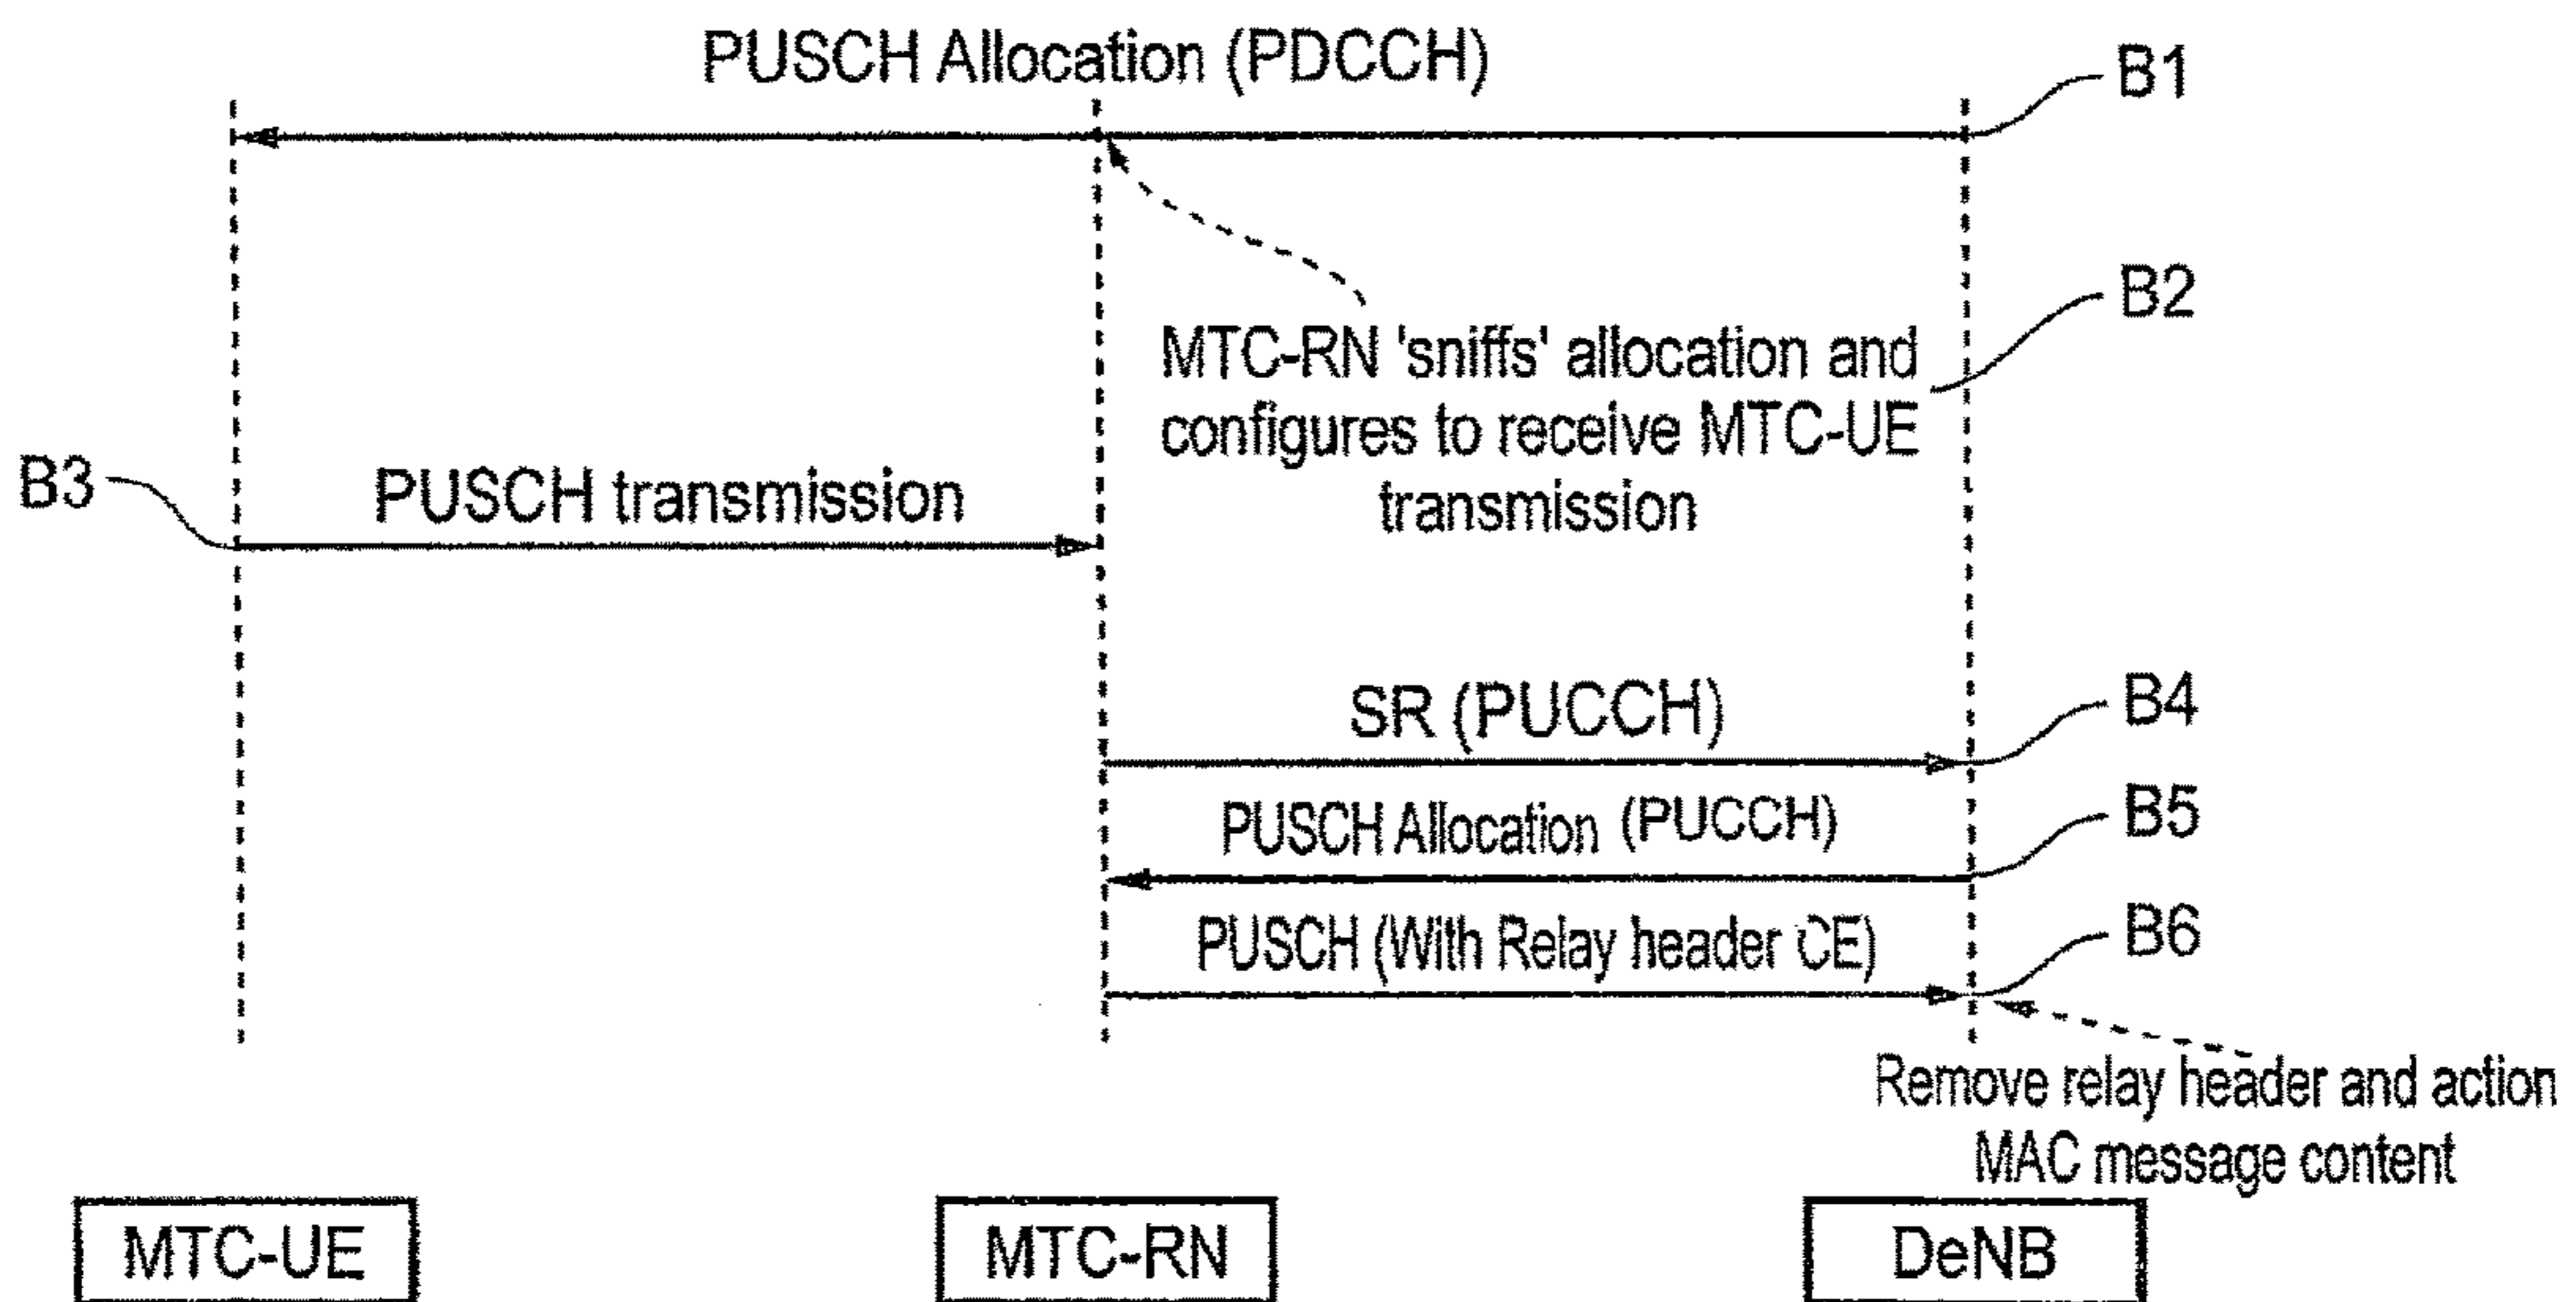 PUSCH Allocation (PDCCH)
B1
B2
MTC-RN 'sniffs' allocation and
configures to receive MTC-UE
transmission
B3
PUSCH transmission
SR (PUCCH)
B4
PUSCH Allocation (PUCCH)
B5
PUSCH (With Relay header CE)
B6
Remove relay header and action
MAC message content
MTC-UE
MTC-RN
DeNB